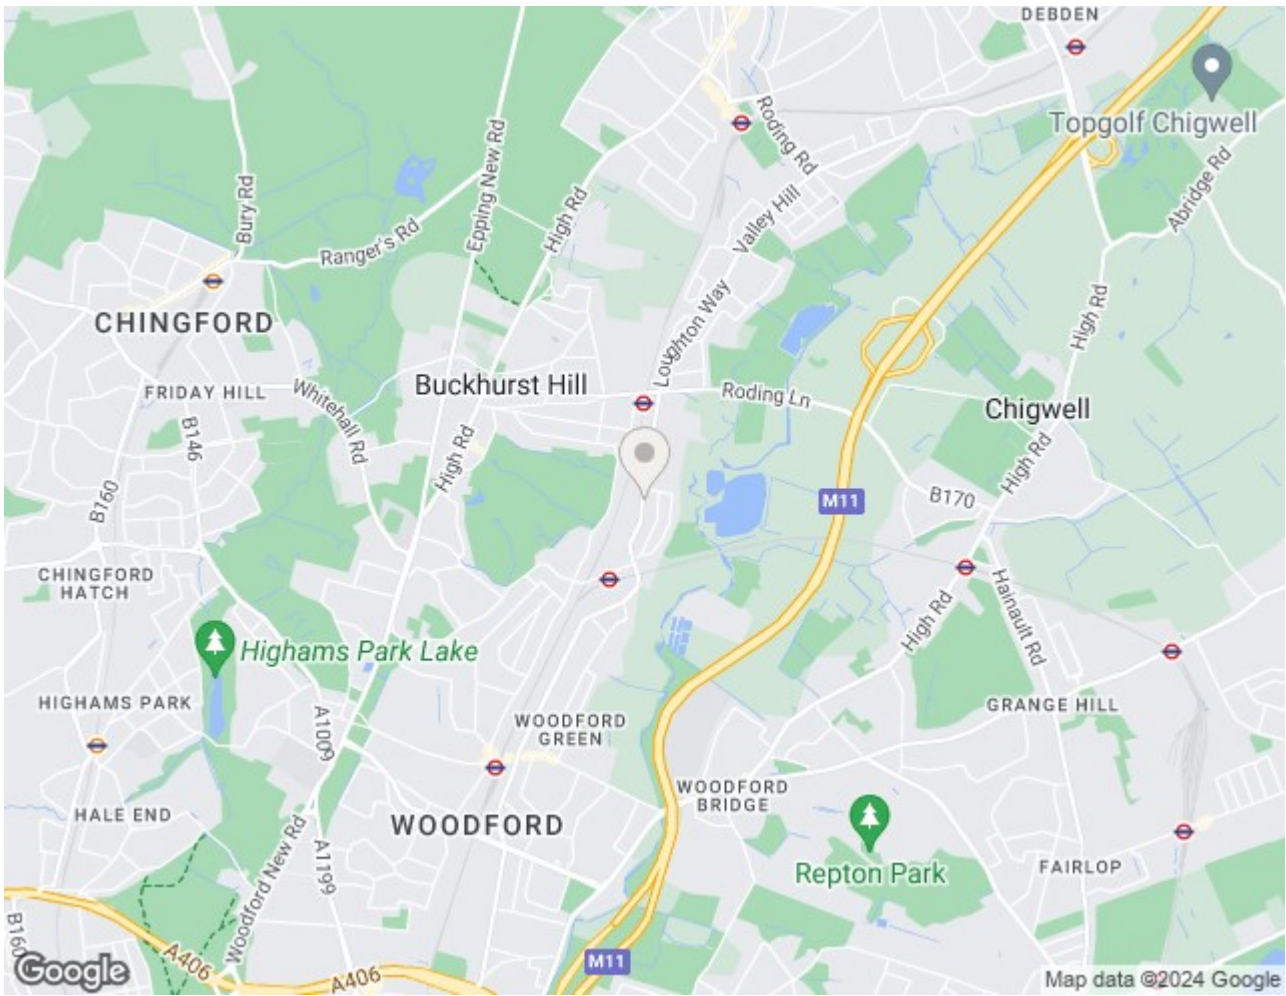 DEBDEN
Topgolf Chigwell
Roding Rd
Epping New Rd
Abridge Rd
Bury Rd
High Rd
Valley Hill
Ranger's Rd
CHINGFORD
Loughton Way
High Rd
FRIDAY HILL
Whitehall Rd
Buckhurst Hill
Roding Ln
Chigwell
B146
High Rd
High Rd
B160
M11
B170
CHINGFORD
HATCH
Hainault Rd
High Rd
Highams Park Lake
HIGHAMS PARK
A1009
WOODFORD
GREEN
GRANGE HILL
WOODFORD
BRIDGE
HALE END
WOODFORD
Woodford New Rd
A1199
Repton Park
FAIRLOP
B160
A406
A406
M11
Google
Map data ©2024 Google